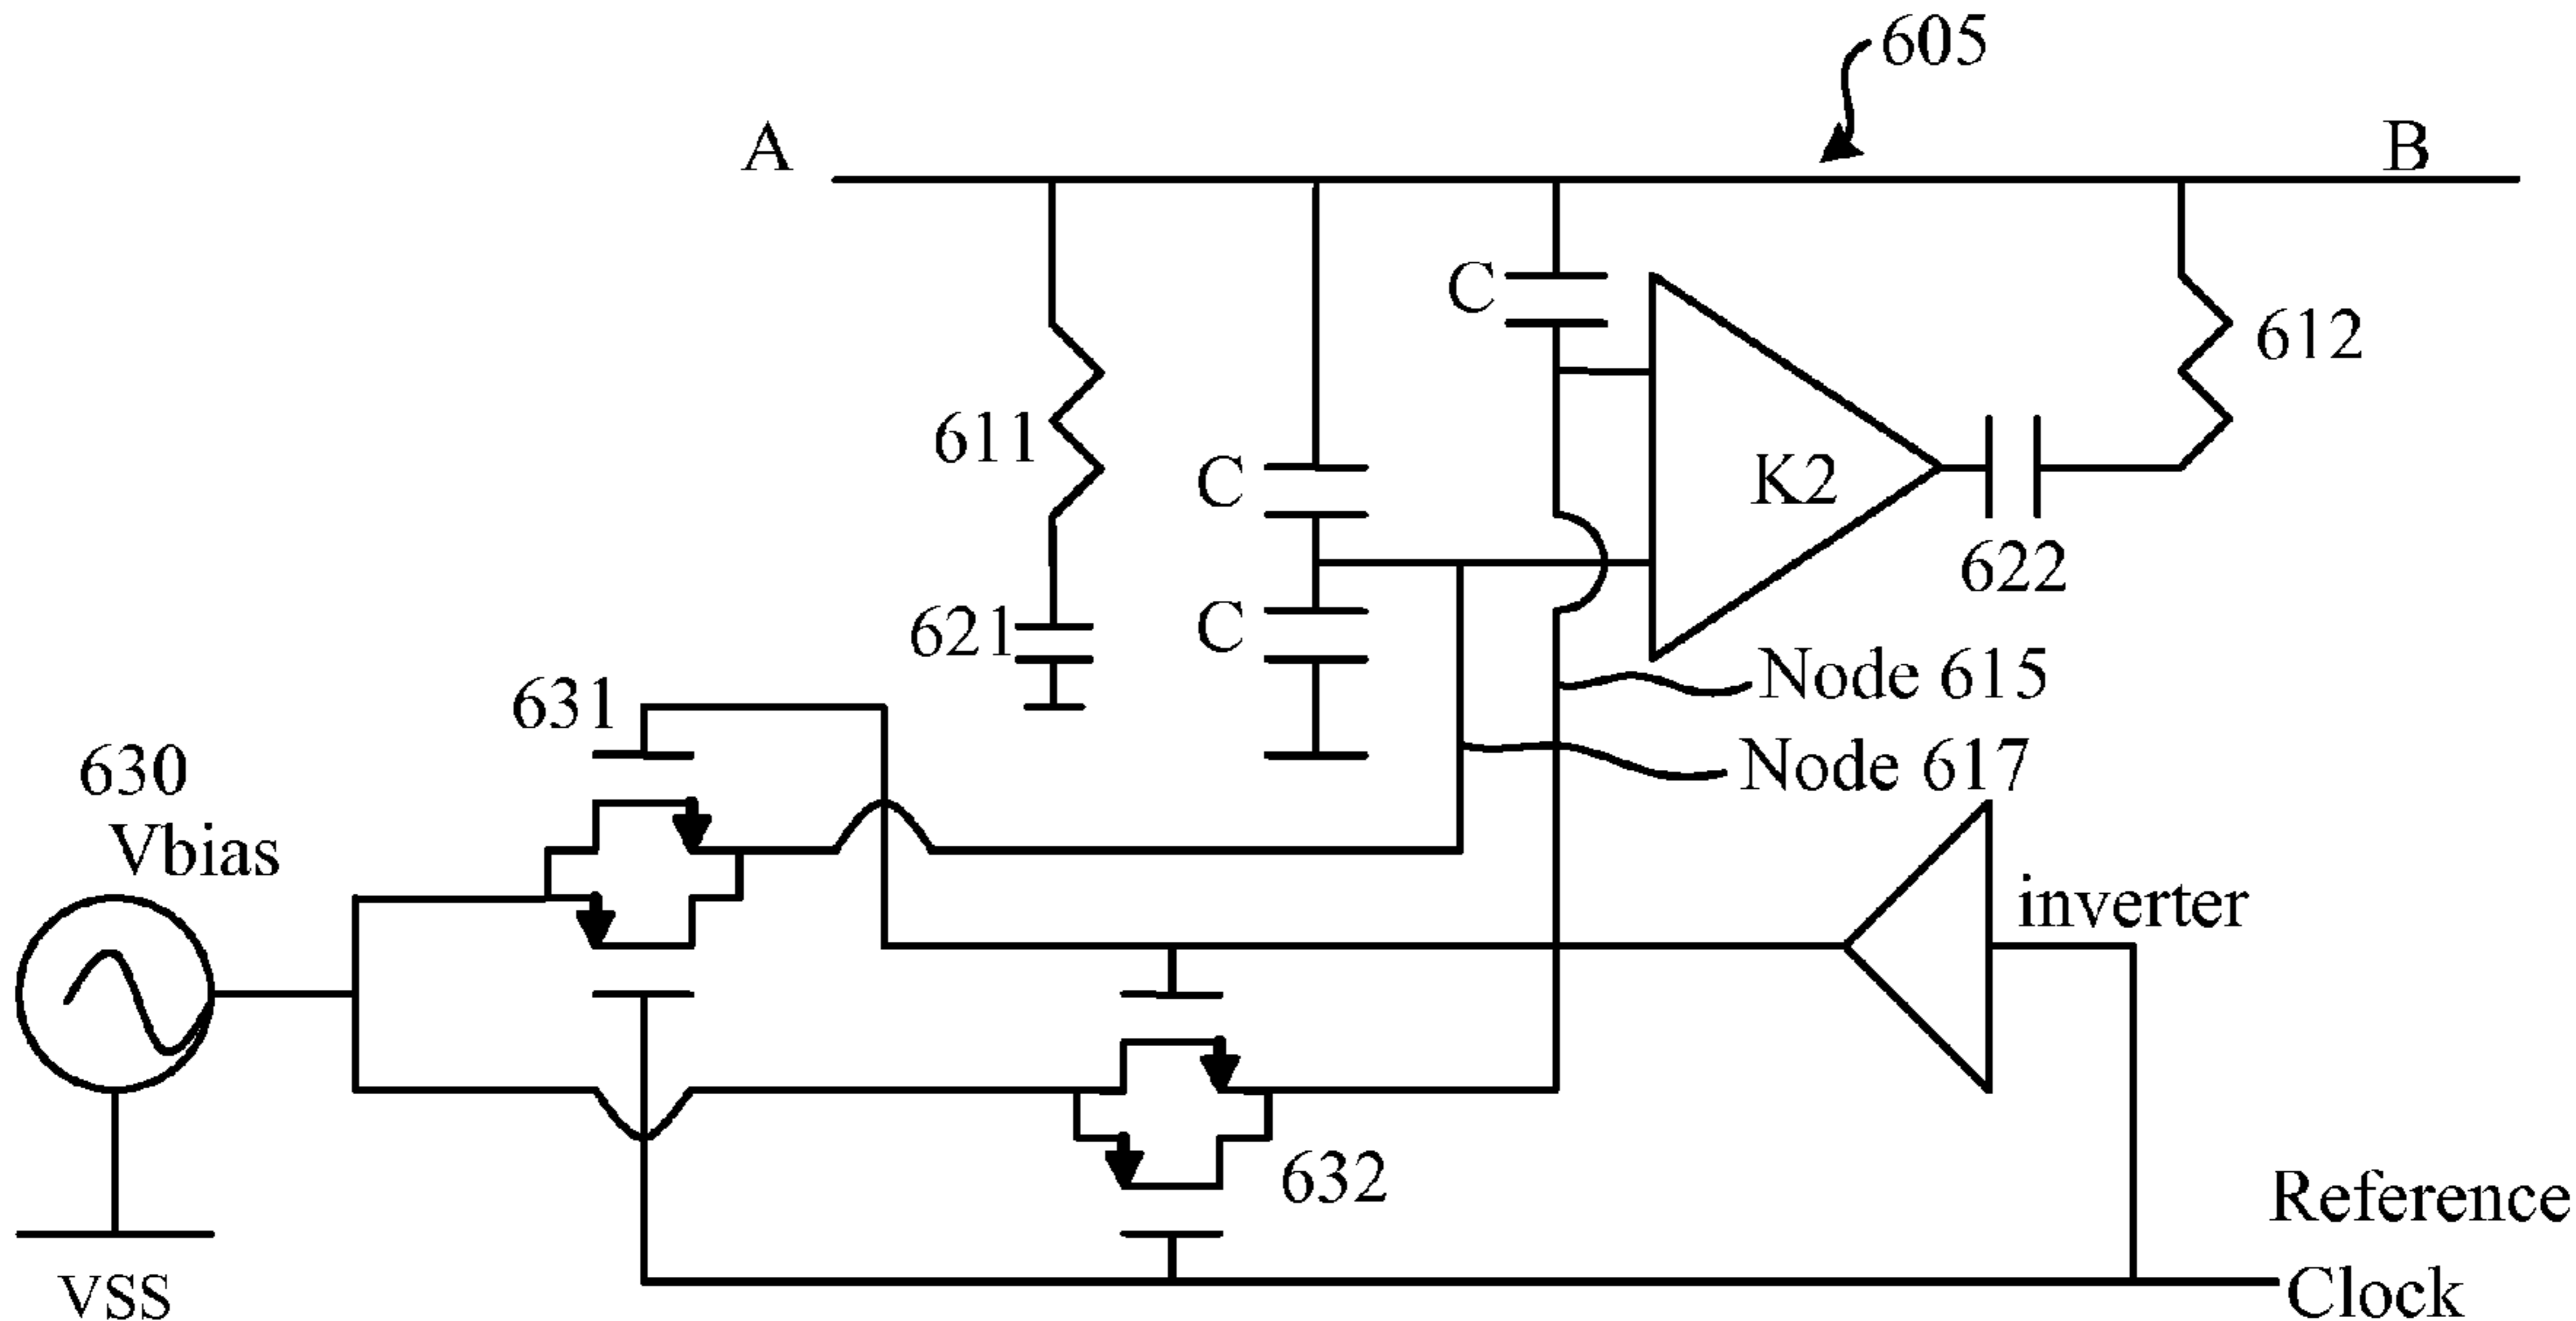 605
A
B
C
612
611
C
K2
622
621
C
Node 615
631
Node 617
630
Vbias
inverter
632
Reference
Clock
VSS